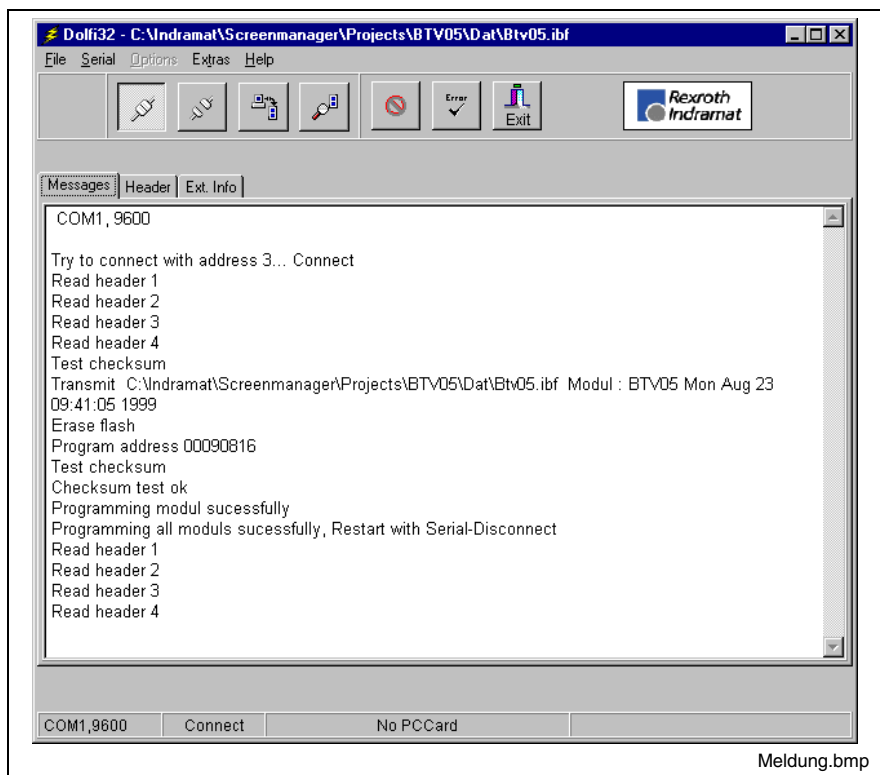 Dolfi32 - C:\Indramat\Screenmanager\Projects\BTV05\Dat\Btv05.ibf
File Serial Options Extras Help
Error
Exit
Rexroth
Indramat
Messages Header Ext. Info
COM1, 9600
Try to connect with address 3... Connect
Read header 1
Read header 2
Read header 3
Read header 4
Test checksum
Transmit C:\Indramat\Screenmanager\Projects\BTV05\Dat\Btv05.ibf Modul : BTV05 Mon Aug 23
09:41:05 1999
Erase flash
Program address 00090816
Test checksum
Checksum test ok
Programming modul sucessfully
Programming all moduls sucessfully, Restart with Serial-Disconnect
Read header 1
Read header 2
Read header 3
Read header 4
COM1,9600 Connect No PCCard
Meldung.bmp